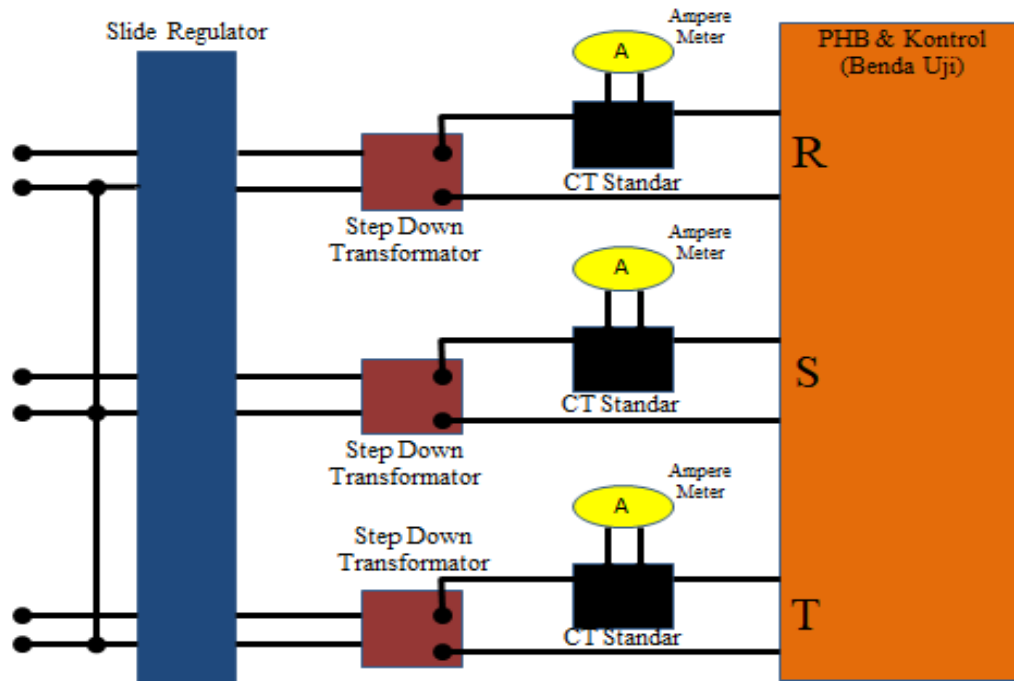 Slide Regulator
Ampere
Meter
A
PHB & Kontrol
(Benda Uji)
R
CT Standar
Step Down
Transformator
Ampere
Meter
A
S
CT Standar
Step Down
Transformator
Ampere
Meter
A
Step Down
Transformator
T
CT Standar